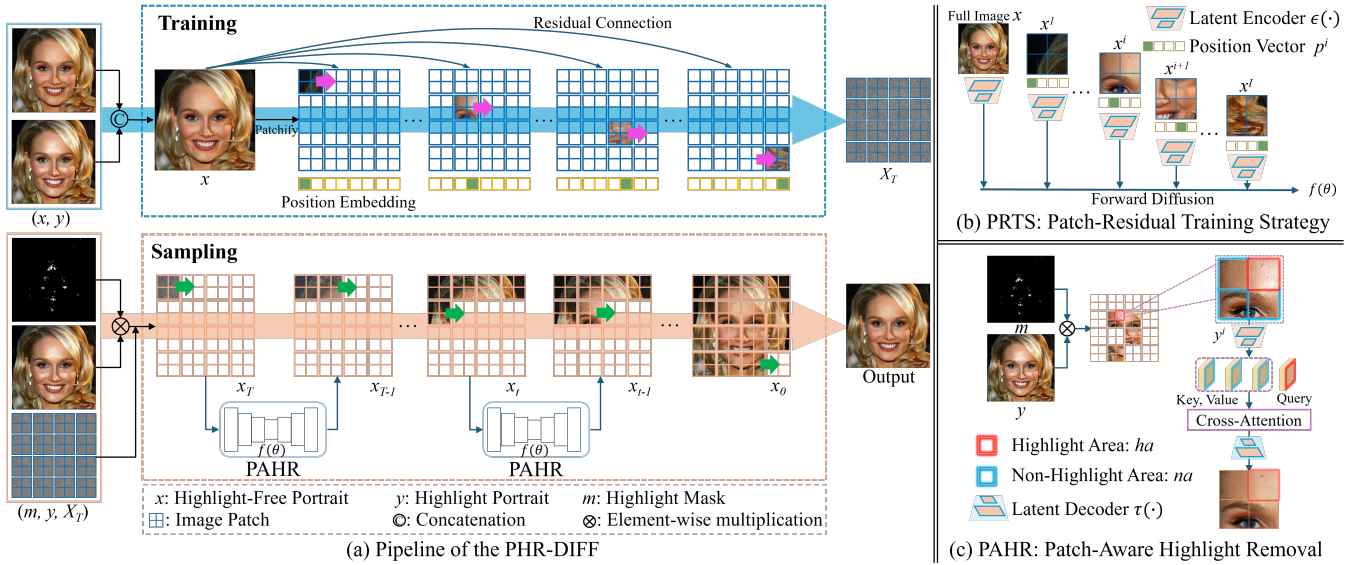 Training
Residual Connection
©
x
Patchify
...
...
...
Position Embedding
X_T
(x, y)
Sampling
...
...
x_T
x_{T-1}
x_t
x_{t-1}
x_0
f(θ)
PAHR
f(θ)
PAHR
Output
(m, y, X_T)
x: Highlight-Free Portrait
y: Highlight Portrait
m: Highlight Mask
: Image Patch
©: Concatenation
⊗: Element-wise multiplication
(a) Pipeline of the PHR-DIFF
Full Image x
x^I
x^i
x^{i+1}
x^I
Latent Encoder ϵ(·)
Position Vector p^i
...
...
Forward Diffusion
f(θ)
(b) PRTS: Patch-Residual Training Strategy
m
y
y^i
Key, Value
Query
Cross-Attention
Highlight Area: ha
Non-Highlight Area: na
Latent Decoder τ(·)
(c) PAHR: Patch-Aware Highlight Removal